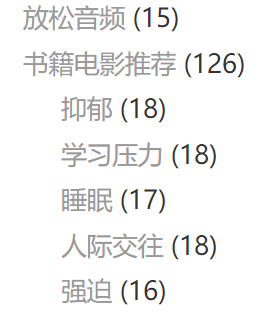 放松音频 (15)
书籍电影推荐 (126)
抑郁 (18)
学习压力 (18)
睡眠 (17)
人际交往 (18)
强迫 (16)